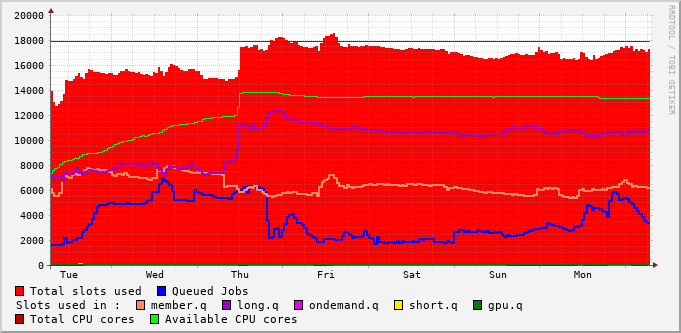 20000
18000
16000
14000
12000
10000
8000
6000
4000
2000
0
Tue Wed Thu Fri Sat Sun Mon
RRDTOOL / TOBI OETIKER
Total slots used Queued Jobs
Slots used in : member.q long.q ondemand.q short.q gpu.q
Total CPU cores Available CPU cores